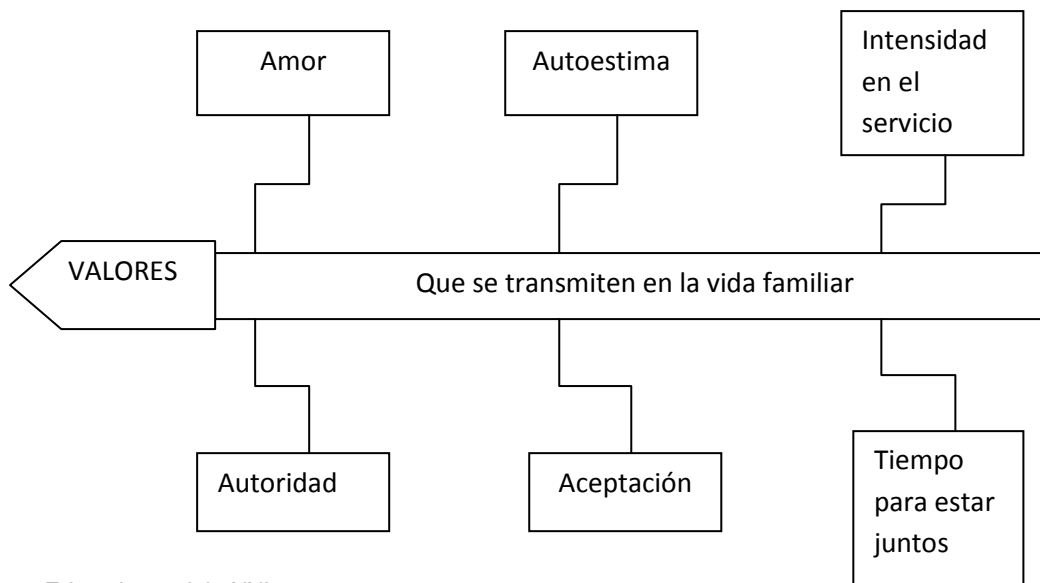 Amor
Autoestima
Intensidad
en el
servicio
VALORES
Que se transmiten en la vida familiar
Autoridad
Aceptación
Tiempo
para estar
juntos